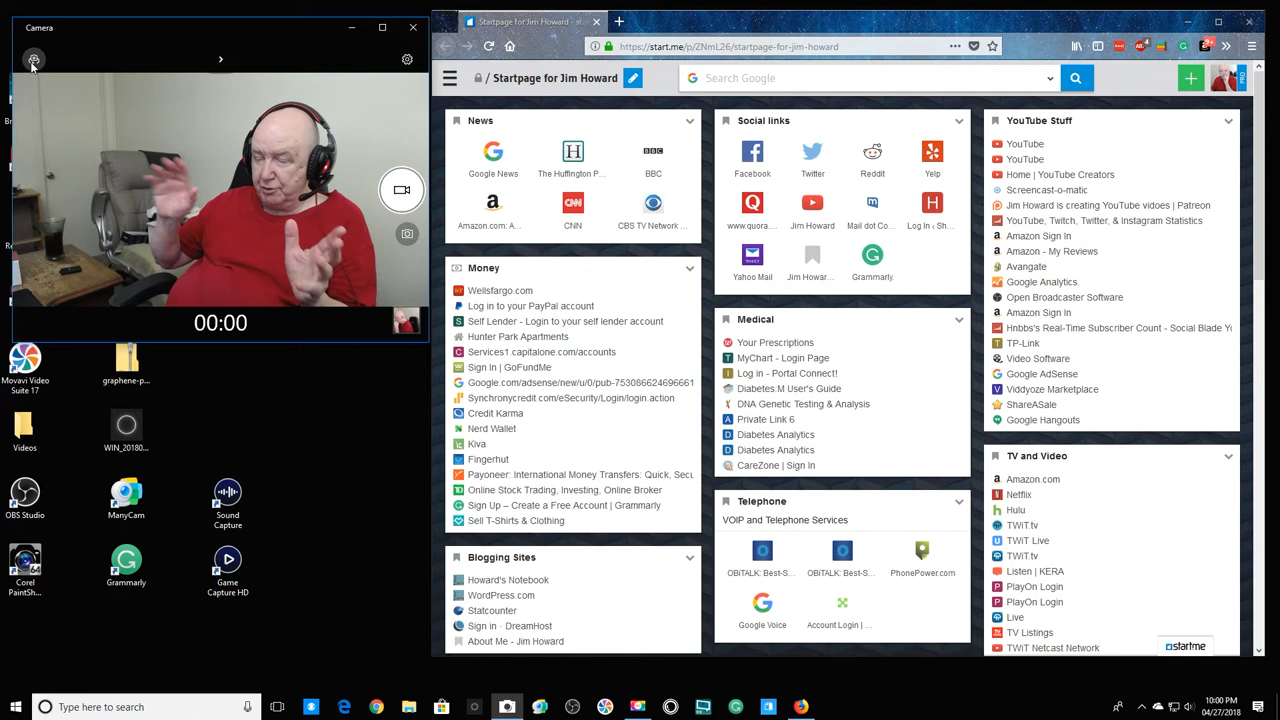 Camera
00:00
Br
Re
Movavi Video
Suite 17
graphene-p...
Videos
WIN_20180...
OBS Studio
ManyCam
Sound
Capture
64
Corel
PaintSh...
Grammarly
Game
Capture HD
Startpage for Jim Howard - sta
https://start.me/p/ZNmL26/startpage-for-jim-howard
/ Startpage for Jim Howard
Search Google
PRO
News
Google News
The Huffington P...
BBC
Amazon.com: A...
CNN
CBS TV Network ...
Money
Wellsfargo.com
Log in to your PayPal account
Self Lender - Login to your self lender account
Hunter Park Apartments
Services1.capitalone.com/accounts
Sign In | GoFundMe
Google.com/adsense/new/u/0/pub-753086624696661
Synchronycredit.com/eSecurity/Login/login.action
Credit Karma
Nerd Wallet
Kiva
Fingerhut
Payoneer: International Money Transfers: Quick, Secu
Online Stock Trading, Investing, Online Broker
Sign Up – Create a Free Account | Grammarly
Sell T-Shirts & Clothing
Blogging Sites
Howard's Notebook
WordPress.com
Statcounter
Sign in · DreamHost
About Me - Jim Howard
Social links
Facebook
Twitter
Reddit
Yelp
www.quora....
Jim Howard
Mail dot Co...
Log In ‹ Sh...
Yahoo Mail
Jim Howar...
Grammarly.
Medical
Your Prescriptions
MyChart - Login Page
Log in - Portal Connect!
Diabetes:M User's Guide
DNA Genetic Testing & Analysis
Private Link 6
Diabetes Analytics
Diabetes Analytics
CareZone | Sign In
Telephone
VOIP and Telephone Services
OBiTALK: Best-S...
OBiTALK: Best-S...
PhonePower.com
Google Voice
Account Login | ...
YouTube Stuff
YouTube
YouTube
Home | YouTube Creators
Screencast-o-matic
Jim Howard is creating YouTube vidoes | Patreon
YouTube, Twitch, Twitter, & Instagram Statistics
Amazon Sign In
Amazon - My Reviews
Avangate
Google Analytics.
Open Broadcaster Software
Amazon Sign In
Hnbbs's Real-Time Subscriber Count - Social Blade Yo
TP-Link
Video Software
Google AdSense
Viddyoze Marketplace
ShareASale
Google Hangouts
TV and Video
Amazon.com
Netflix
Hulu
TWiT.tv
TWiT Live
TWiT.tv
Listen | KERA
PlayOn Login
PlayOn Login
Live
TV Listings
TWiT Netcast Network
startme
Type here to search
10:00 PM
04/27/2018